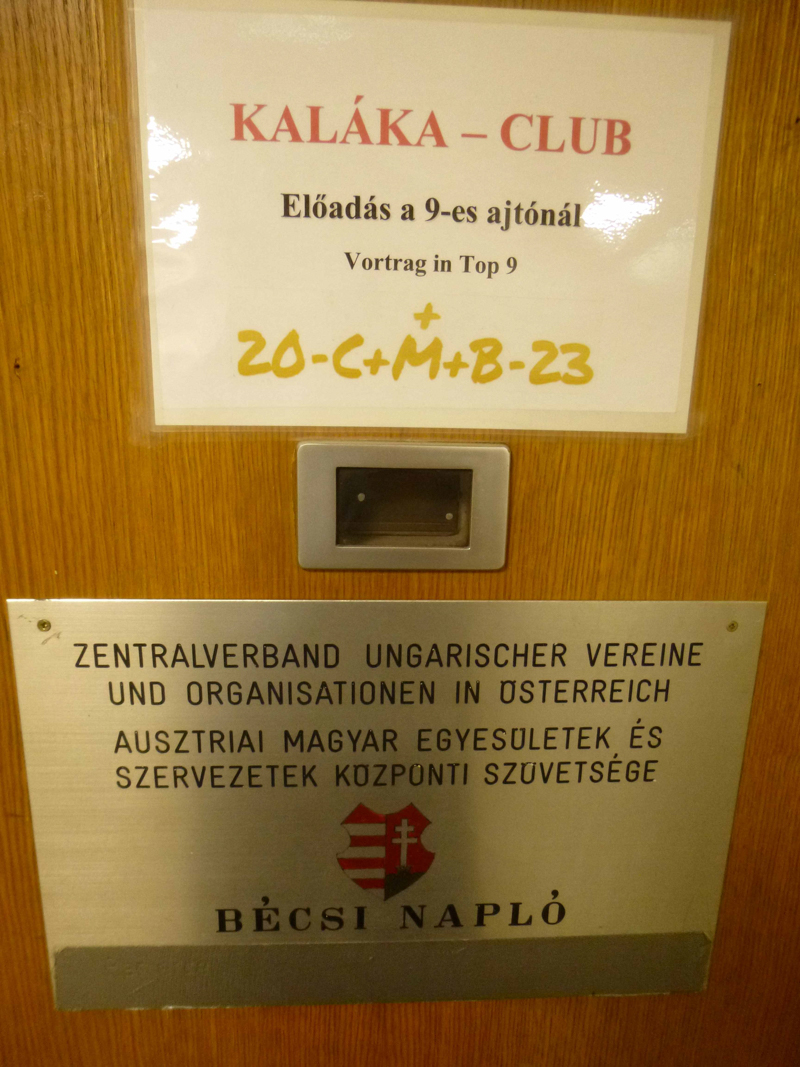 KALÁKA – CLUB
Előadás a 9-es ajtónál
Vortrag in Top 9
+
20-C+M+B-23
ZENTRALVERBAND UNGARISCHER VEREINE
UND ORGANISATIONEN IN ÖSTERREICH
AUSZTRIAI MAGYAR EGYESÜLETEK ÉS
SZERVEZETEK KÖZPONTI SZÖVETSÉGE
BÉCSI NAPLÓ